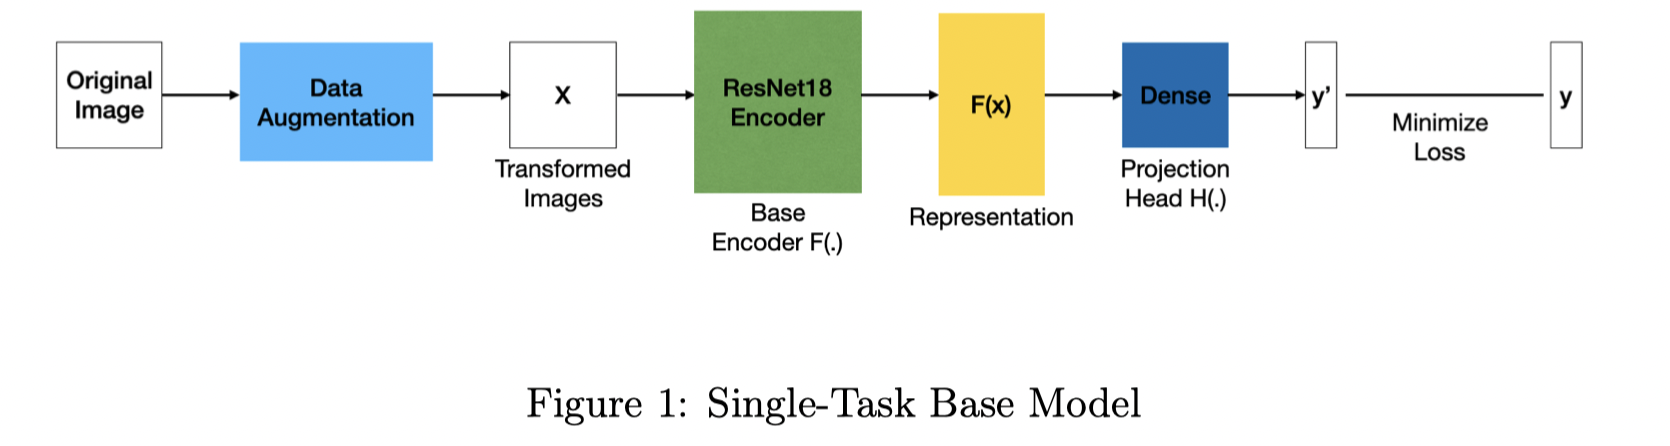 Original
Image
Data
Augmentation
X
Transformed
Images
ResNet18
Encoder
Base
Encoder F(.)
F(x)
Representation
Dense
Projection
Head H(.)
y’
Minimize
Loss
y
Figure 1: Single-Task Base Model